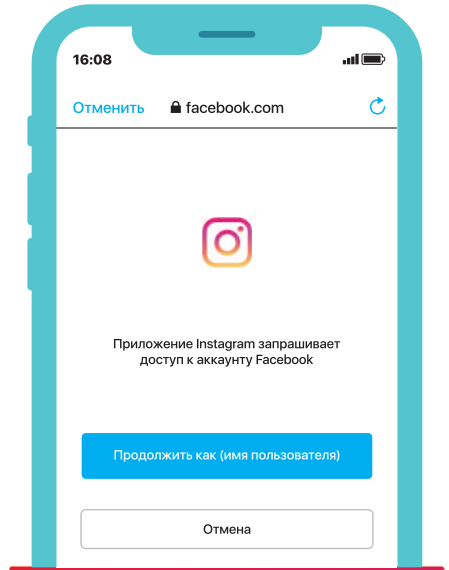 16:08
Отменить facebook.com
Приложение Instagram запрашивает
доступ к аккаунту Facebook
Продолжить как (имя пользователя)
Отмена